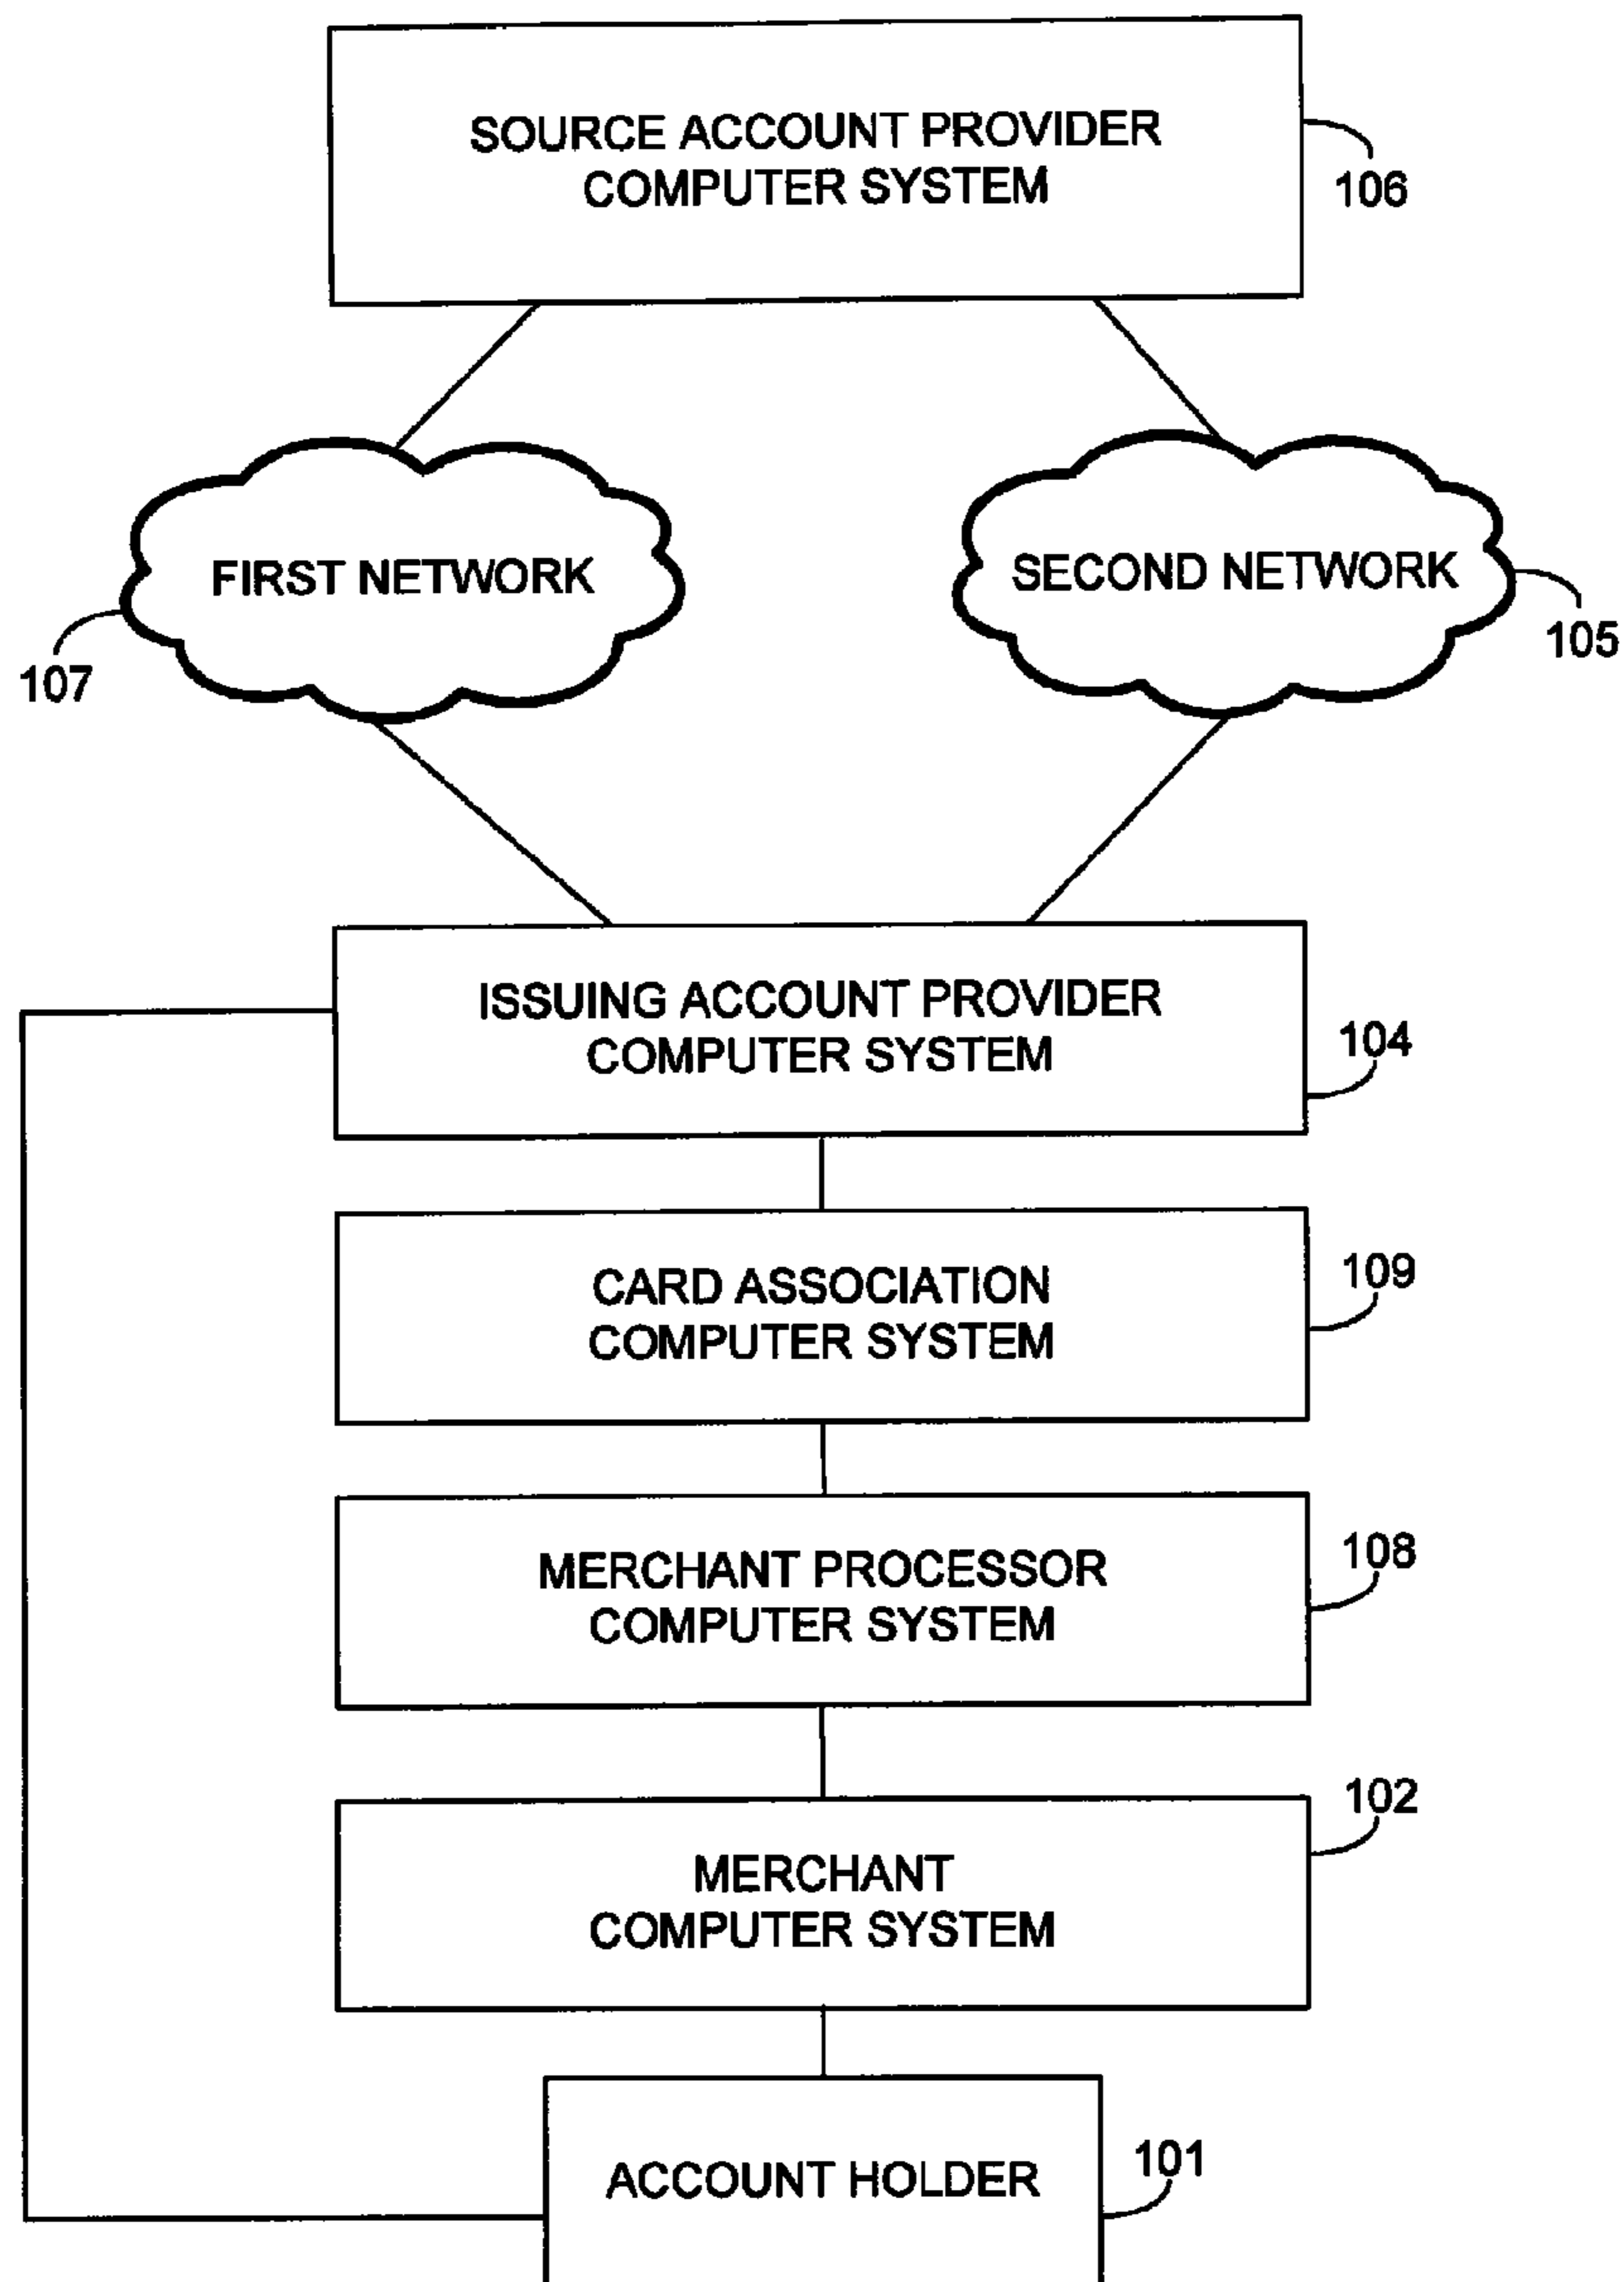 SOURCE ACCOUNT PROVIDER
COMPUTER SYSTEM
106
FIRST NETWORK
SECOND NETWORK
107
105
ISSUING ACCOUNT PROVIDER
COMPUTER SYSTEM
104
CARD ASSOCIATION
COMPUTER SYSTEM
109
MERCHANT PROCESSOR
COMPUTER SYSTEM
108
MERCHANT
COMPUTER SYSTEM
102
ACCOUNT HOLDER
101